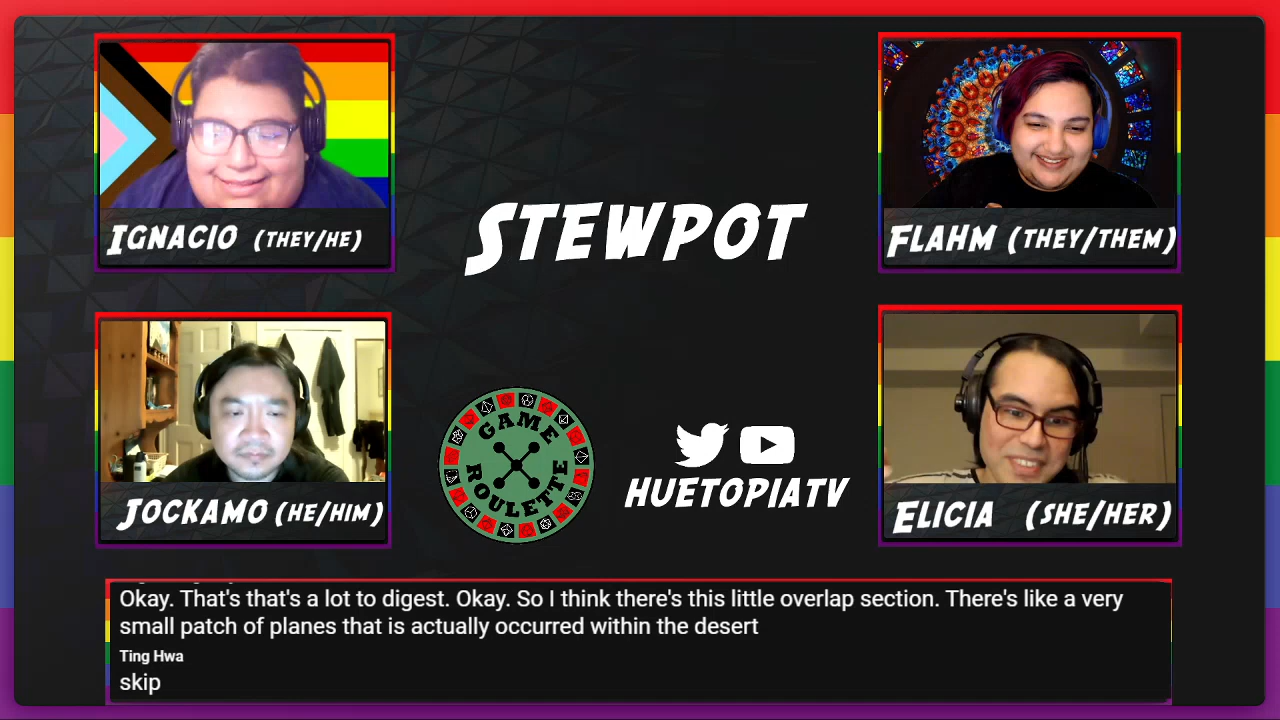 IGNACIO (THEY/HE)
FLAHM (THEY/THEM)
STEWPOT
JOCKAMO (HE/HIM)
GAME
ROULETTE
HUETOPIATV
ELICIA (SHE/HER)
Okay. That's that's a lot to digest. Okay. So I think there's this little overlap section. There's like a very
small patch of planes that is actually occurred within the desert
Ting Hwa
skip